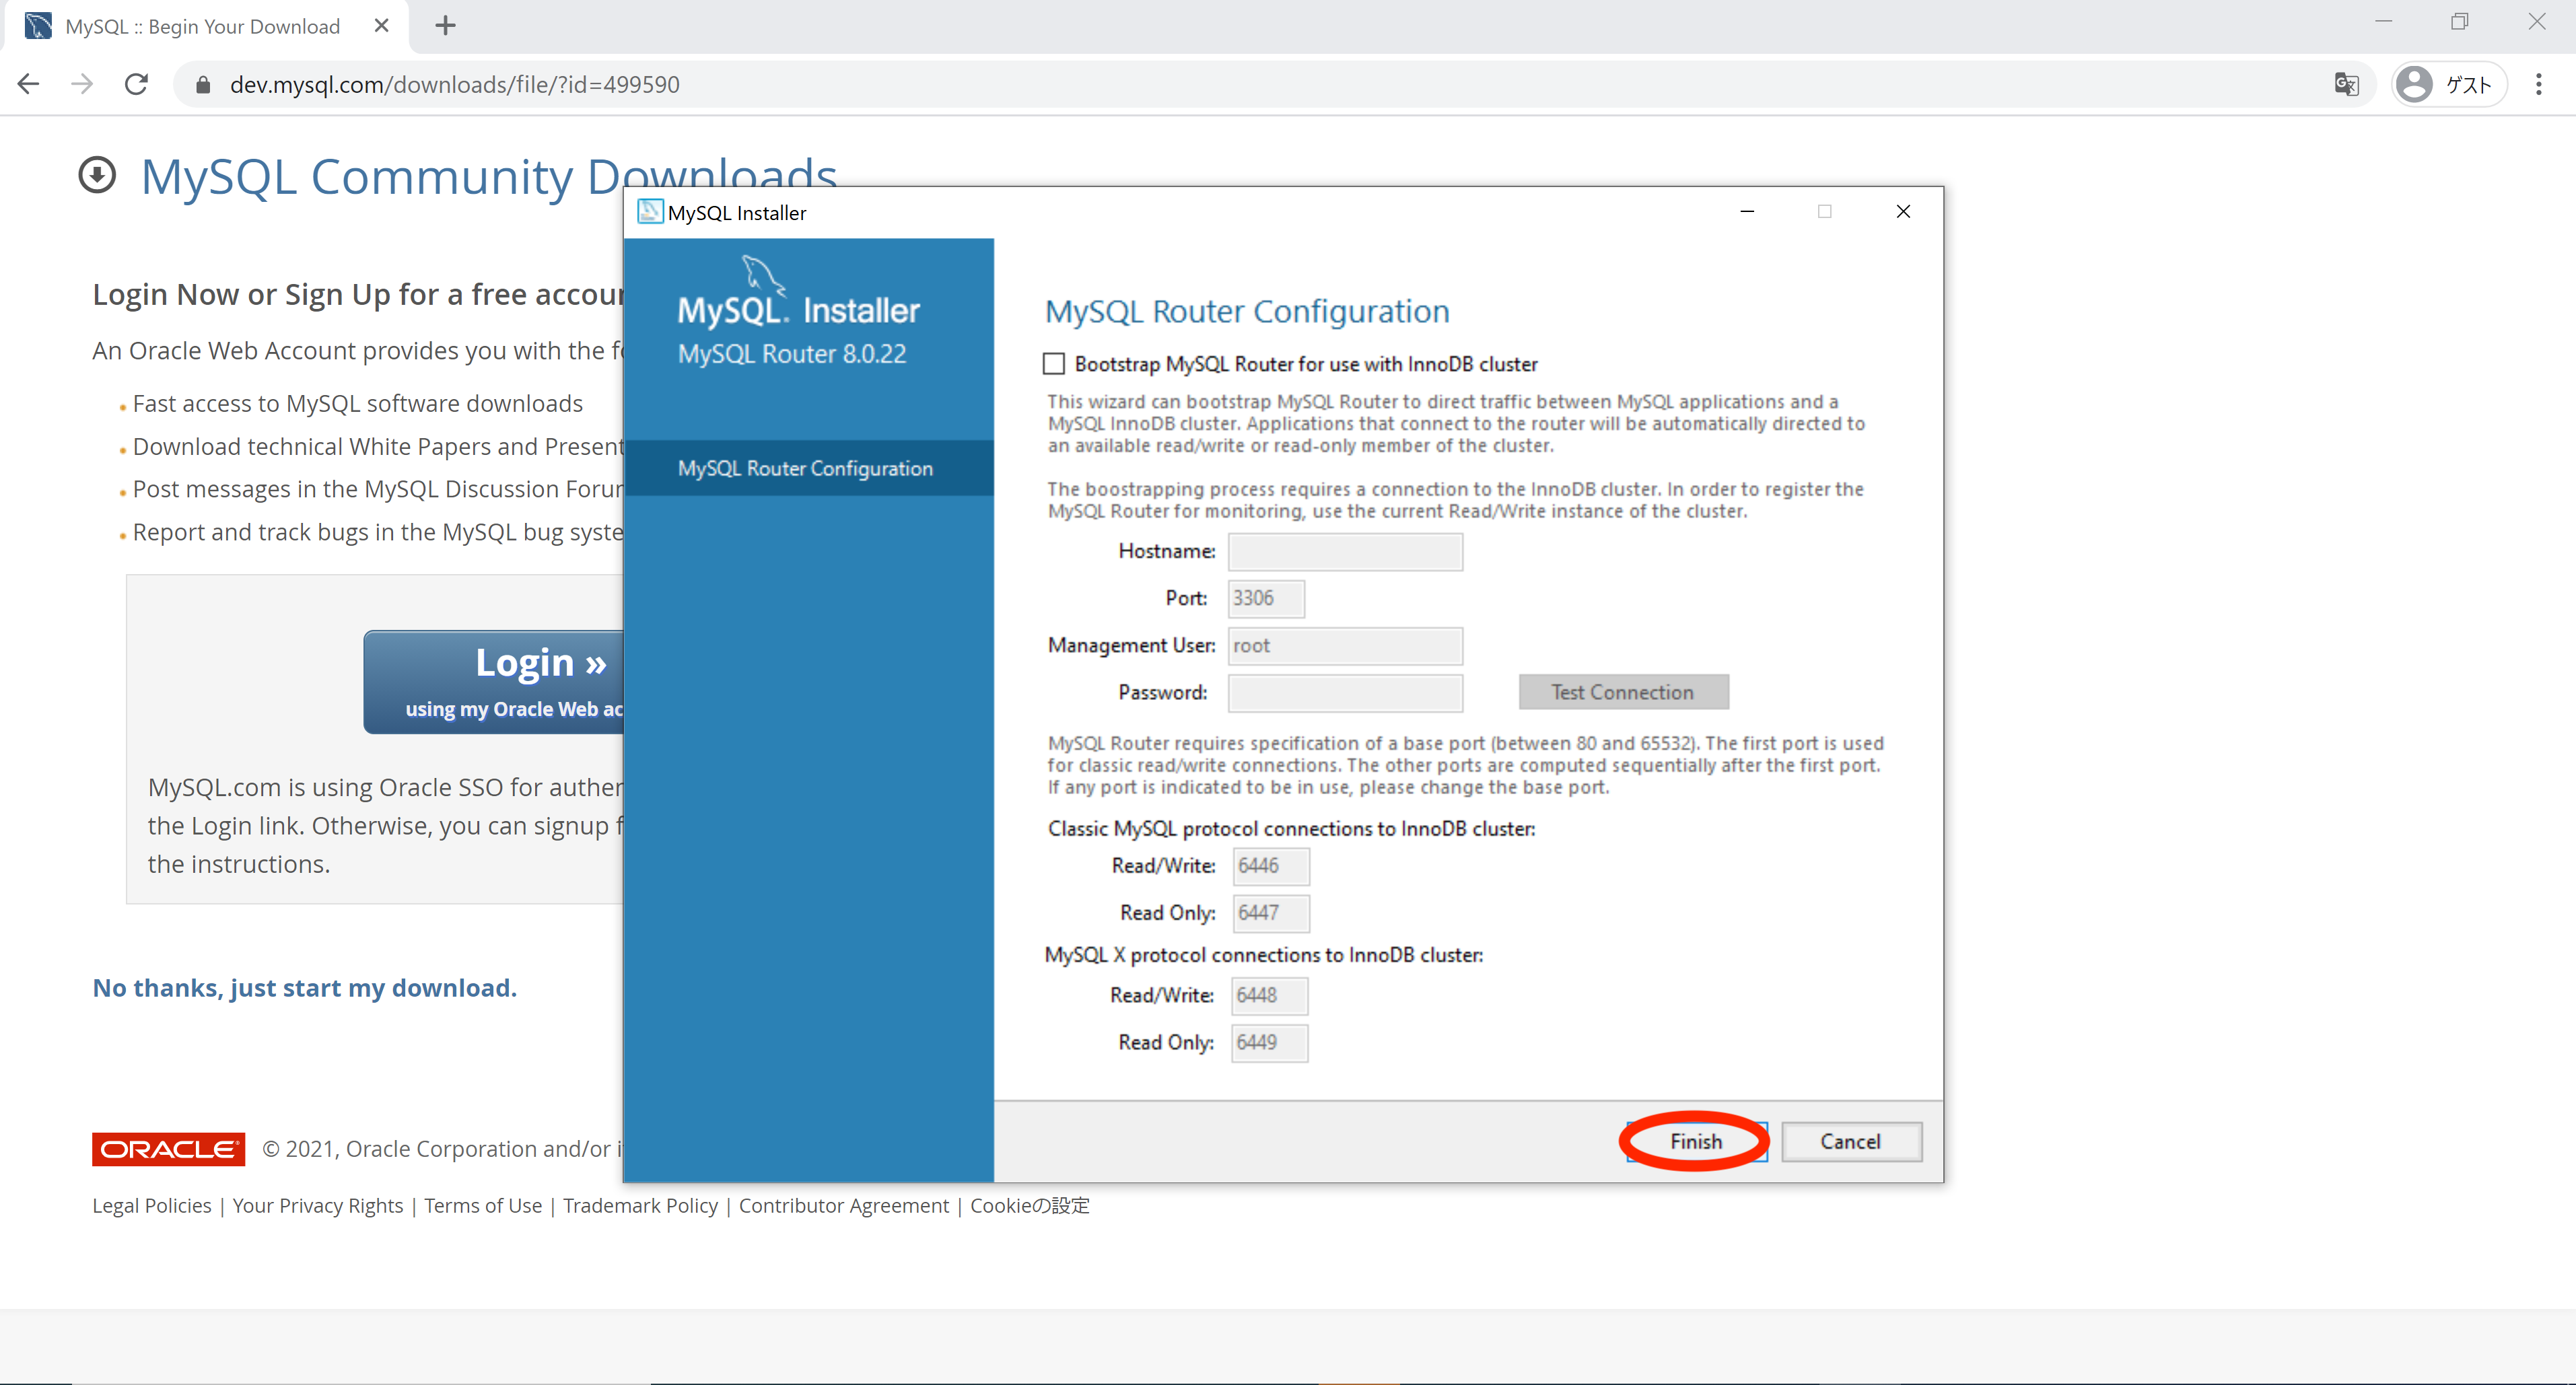 MySQL :: Begin Your Download
dev.mysql.com/downloads/file/?id=499590
ゲスト
MySQL Community Downloads
Login Now or Sign Up for a free accou
An Oracle Web Account provides you with the f
Fast access to MySQL software downloads
Download technical White Papers and Present
Post messages in the MySQL Discussion Forum
Report and track bugs in the MySQL bug syste
Login »
using my Oracle Web ac
MySQL.com is using Oracle SSO for authen
the Login link. Otherwise, you can signup f
the instructions.
No thanks, just start my download.
ORACLE © 2021, Oracle Corporation and/or i
Legal Policies | Your Privacy Rights | Terms of Use | Trademark Policy | Contributor Agreement | Cookieの設定
MySQL Installer
MySQL. Installer
MySQL Router 8.0.22
MySQL Router Configuration
MySQL Router Configuration
Bootstrap MySQL Router for use with InnoDB cluster
This wizard can bootstrap MySQL Router to direct traffic between MySQL applications and a
MySQL InnoDB cluster. Applications that connect to the router will be automatically directed to
an available read/write or read-only member of the cluster.
The boostrapping process requires a connection to the InnoDB cluster. In order to register the
MySQL Router for monitoring, use the current Read/Write instance of the cluster.
Hostname:
Port: 3306
Management User: root
Password:
Test Connection
MySQL Router requires specification of a base port (between 80 and 65532). The first port is used
for classic read/write connections. The other ports are computed sequentially after the first port.
If any port is indicated to be in use, please change the base port.
Classic MySQL protocol connections to InnoDB cluster:
Read/Write: 6446
Read Only: 6447
MySQL X protocol connections to InnoDB cluster:
Read/Write: 6448
Read Only: 6449
Finish
Cancel